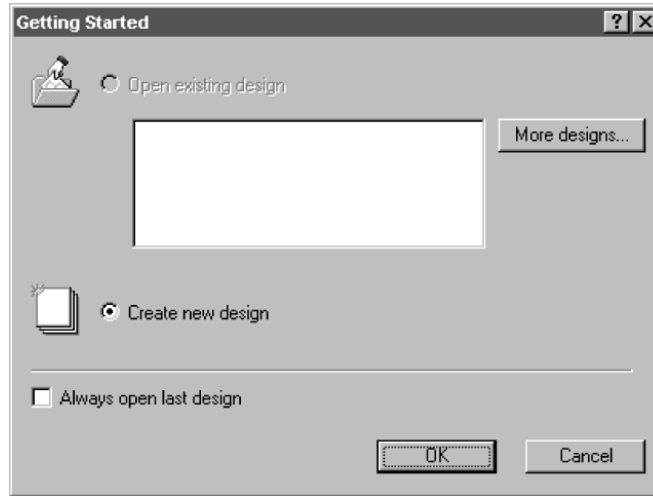 Getting Started
Open existing design
More designs...
Create new design
Always open last design
OK
Cancel